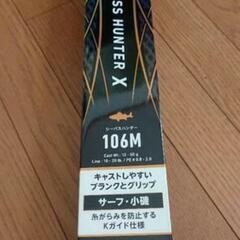 SS HUNTER X
シーバスハンター
106M
Cast Wt. : 10 - 50 g
Line : 10 - 20 lb. / PE # 0.8 - 2.0
キャストしやすい
ブランクとグリップ
サーフ・小磯
糸がらみを防止する
Kガイド仕様